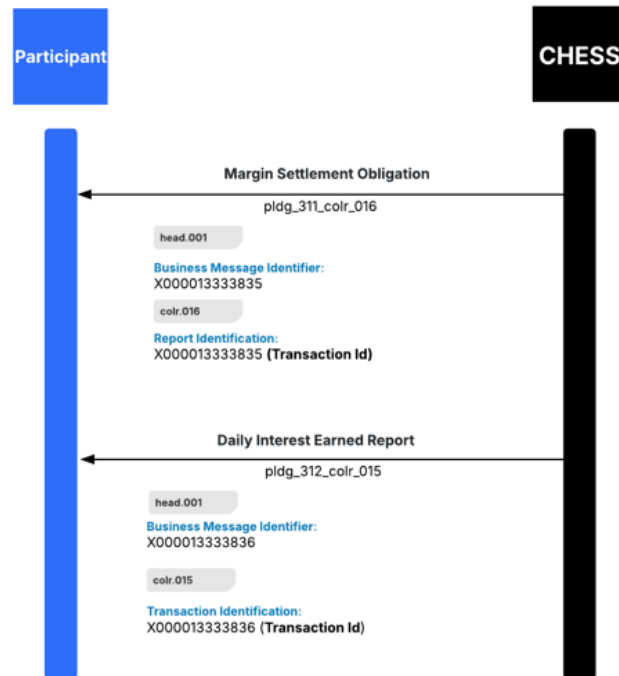 Participant
CHESS
Margin Settlement Obligation
pldg_311_colr_016
head.001
Business Message Identifier:
X000013333835
colr.016
Report Identification:
X000013333835 (Transaction Id)
Daily Interest Earned Report
pldg_312_colr_015
head.001
Business Message Identifier:
X000013333836
colr.015
Transaction Identification:
X000013333836 (Transaction Id)